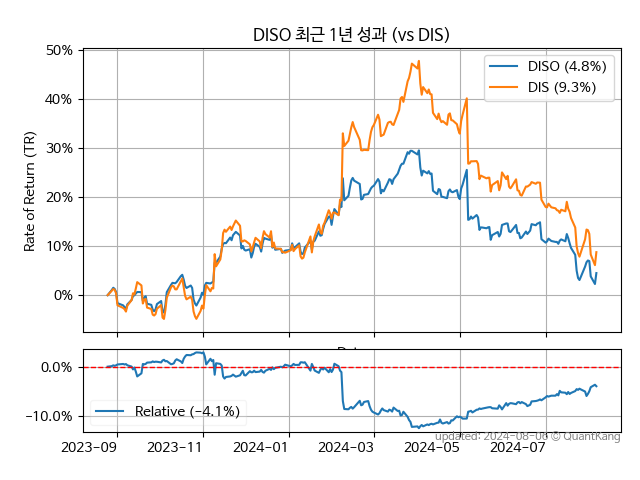 DISO 최근 1년 성과 (vs DIS)
50%
40%
30%
20%
10%
0%
Rate of Return (TR)
DISO (4.8%)
DIS (9.3%)
0.0%
−10.0%
Relative (−4.1%)
2023−09
2023−11
2024−01
2024−03
2024−05
2024−07
updated: 2024-08-06 © QuantKang